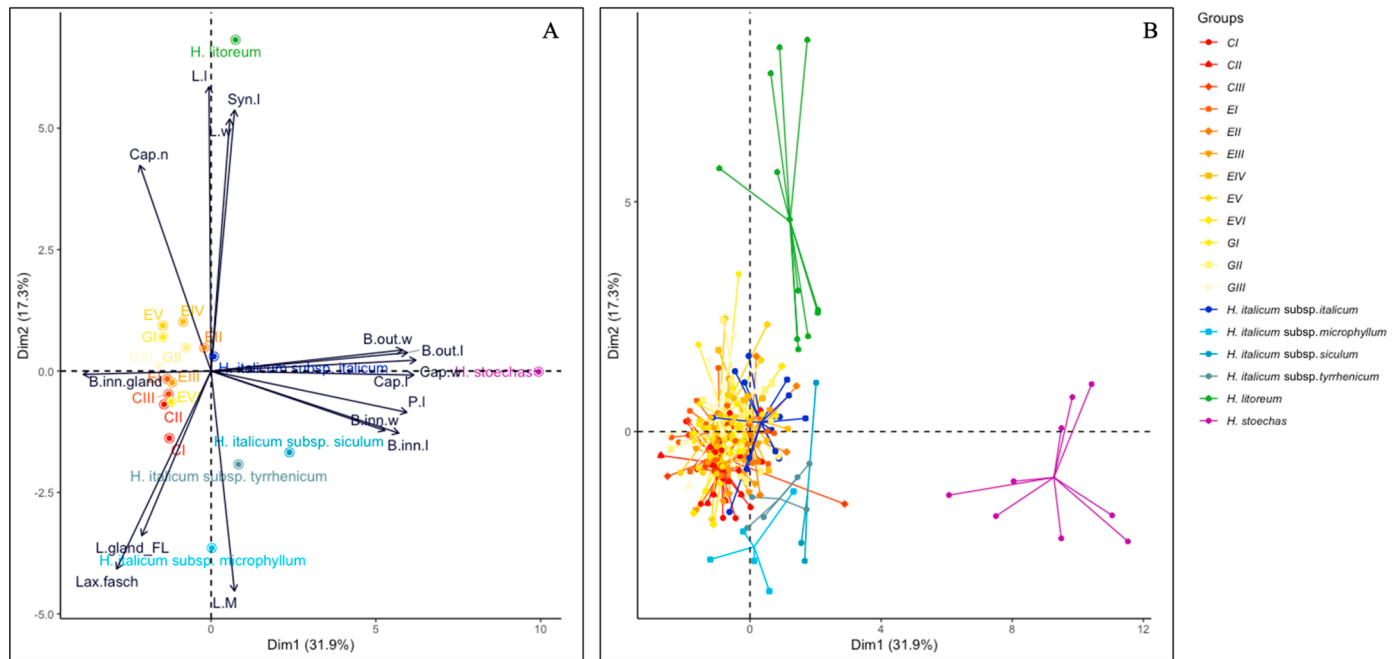 A
H. litoreum
L.l
Syn.l
L.w
Cap.n
5.0
2.5
0.0
-2.5
-5.0
Dim2 (17.3%)
EV
EIV
GI
EII
GIII
GII
H. italicum subsp. italicum
B.out.w
B.out.l
Cap.w
Cap.l
H. stoechas
B.inn.gland
EIII
CIII
EVI
CII
CI
P.l
B.inn.w
B.inn.l
H. italicum subsp. siculum
H. italicum subsp. tyrrhenicum
L.gland_FL
H. italicum subsp. microphyllum
Lax.fasch
L.M
0
5
10
Dim1 (31.9%)
B
5
0
Dim2 (17.3%)
0
4
8
12
Dim1 (31.9%)
Groups
CI
CII
CIII
EI
EII
EIII
EIV
EV
EVI
GI
GII
GIII
H. italicum subsp.italicum
H. italicum subsp.microphyllum
H. italicum subsp.siculum
H. italicum subsp.tyrrhenicum
H. litoreum
H. stoechas